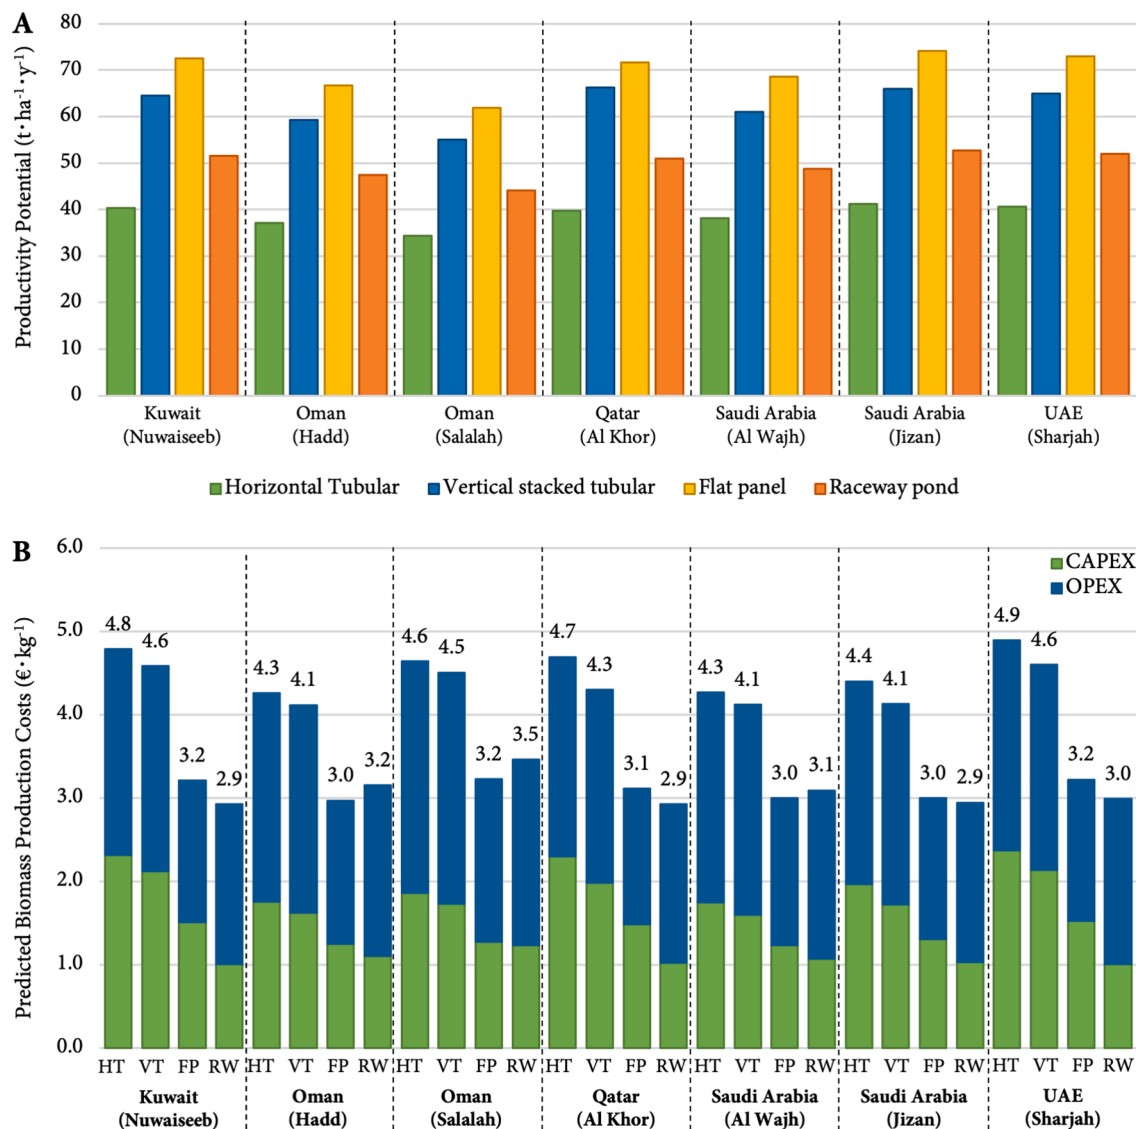 A
Productivity Potential (t· ha⁻¹· y⁻¹)
80
70
60
50
40
30
20
10
0
Kuwait
(Nuwaiseeb)
Oman
(Hadd)
Oman
(Salalah)
Qatar
(Al Khor)
Saudi Arabia
(Al Wajh)
Saudi Arabia
(Jizan)
UAE
(Sharjah)
Horizontal Tubular Vertical stacked tubular Flat panel Raceway pond
B
Predicted Biomass Production Costs (€· kg⁻¹)
6.0
5.0
4.0
3.0
2.0
1.0
0.0
CAPEX
OPEX
4.8 4.6 3.2 2.9
4.3 4.1 3.0 3.2
4.6 4.5 3.2 3.5
4.7 4.3 3.1 2.9
4.3 4.1 3.0 3.1
4.4 4.1 3.0 2.9
4.9 4.6 3.2 3.0
HT VT FP RW HT VT FP RW HT VT FP RW HT VT FP RW HT VT FP RW HT VT FP RW HT VT FP RW
Kuwait
(Nuwaiseeb)
Oman
(Hadd)
Oman
(Salalah)
Qatar
(Al Khor)
Saudi Arabia
(Al Wajh)
Saudi Arabia
(Jizan)
UAE
(Sharjah)